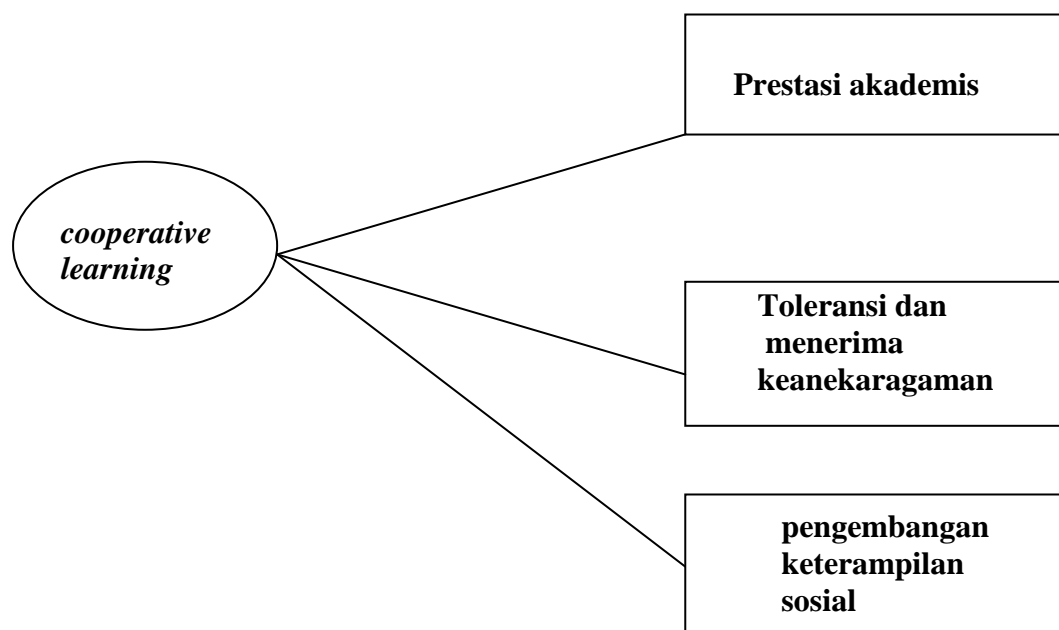 Prestasi akademis
cooperative
learning
Toleransi dan
menerima
keanekaragaman
pengembangan
keterampilan
sosial